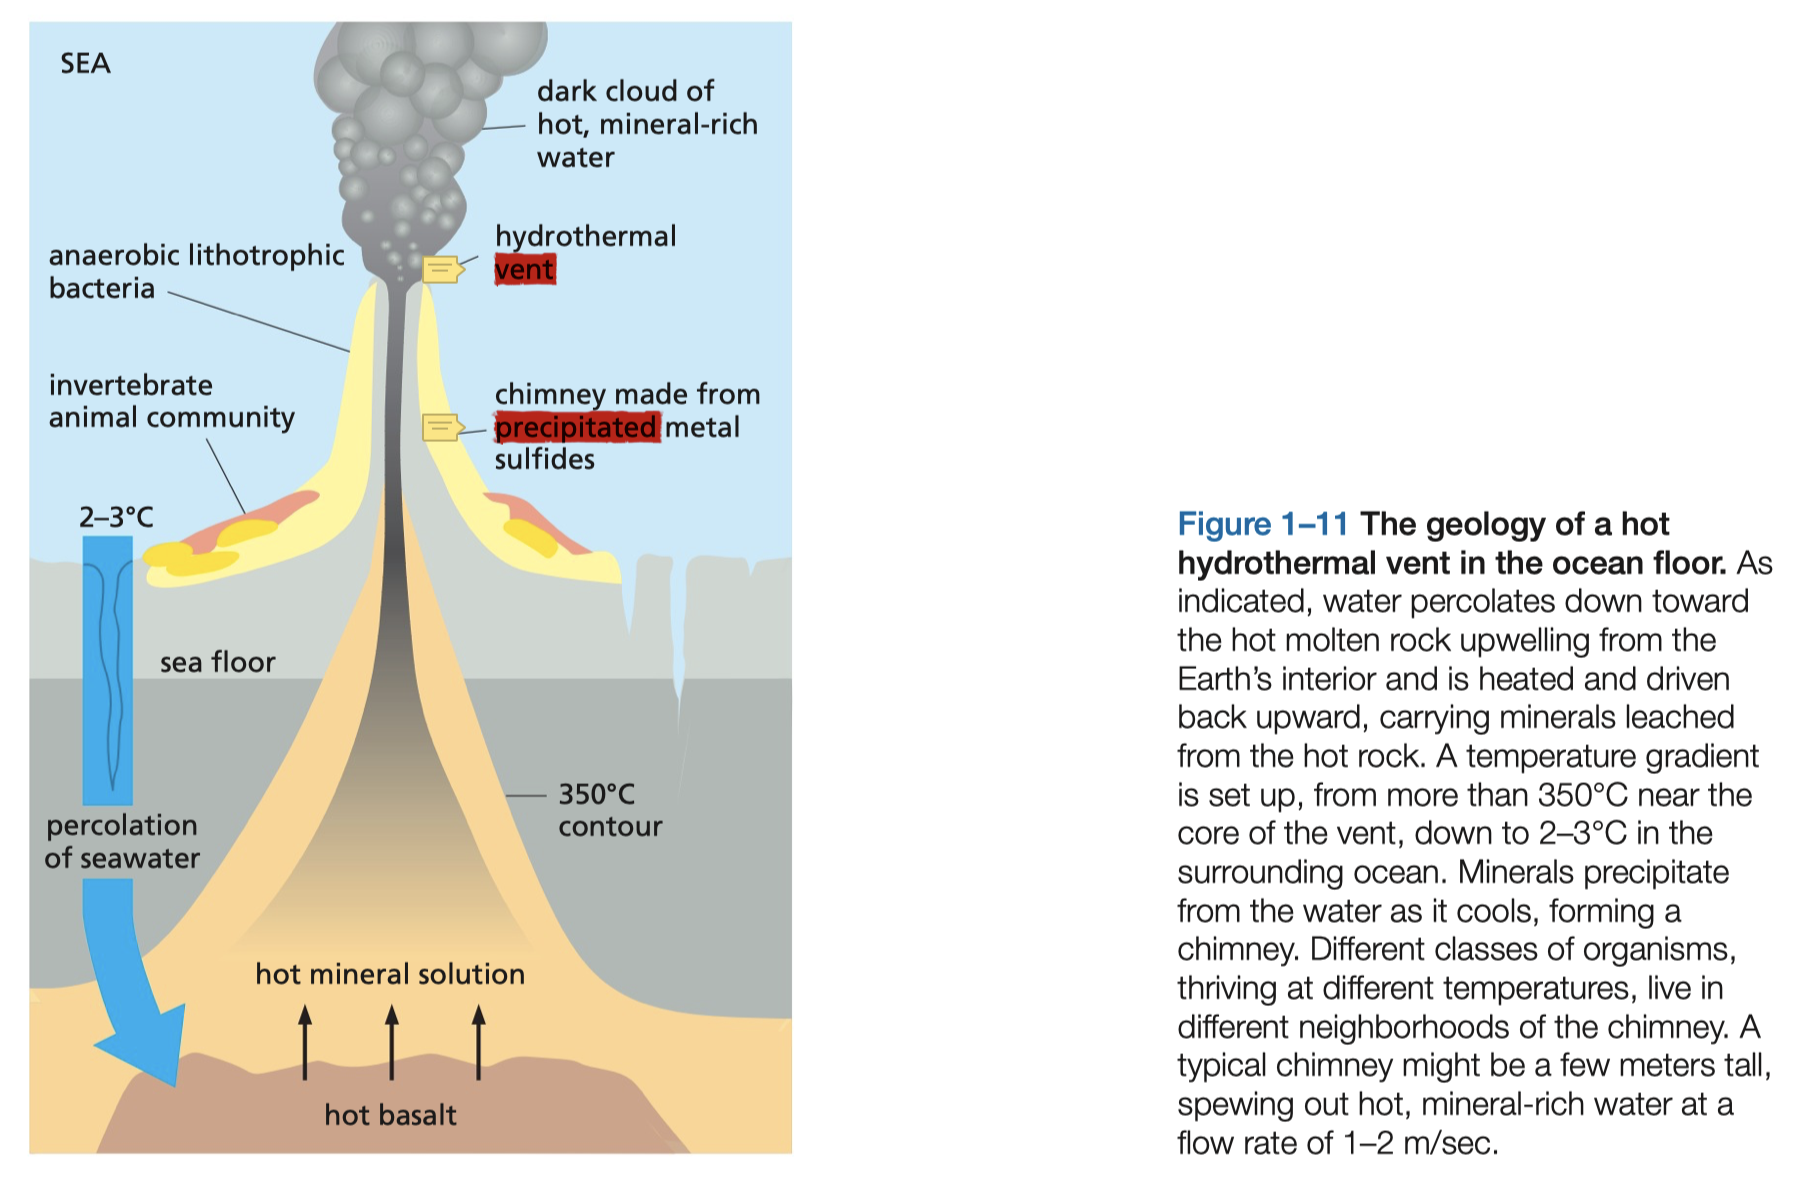 SEA
dark cloud of
hot, mineral-rich
water
hydrothermal
vent
anaerobic lithotrophic
bacteria
invertebrate
animal community
chimney made from
precipitated metal
sulfides
2–3°C
sea floor
350°C
contour
percolation
of seawater
hot mineral solution
hot basalt
Figure 1–11 The geology of a hot
hydrothermal vent in the ocean floor. As
indicated, water percolates down toward
the hot molten rock upwelling from the
Earth’s interior and is heated and driven
back upward, carrying minerals leached
from the hot rock. A temperature gradient
is set up, from more than 350°C near the
core of the vent, down to 2–3°C in the
surrounding ocean. Minerals precipitate
from the water as it cools, forming a
chimney. Different classes of organisms,
thriving at different temperatures, live in
different neighborhoods of the chimney. A
typical chimney might be a few meters tall,
spewing out hot, mineral-rich water at a
flow rate of 1–2 m/sec.